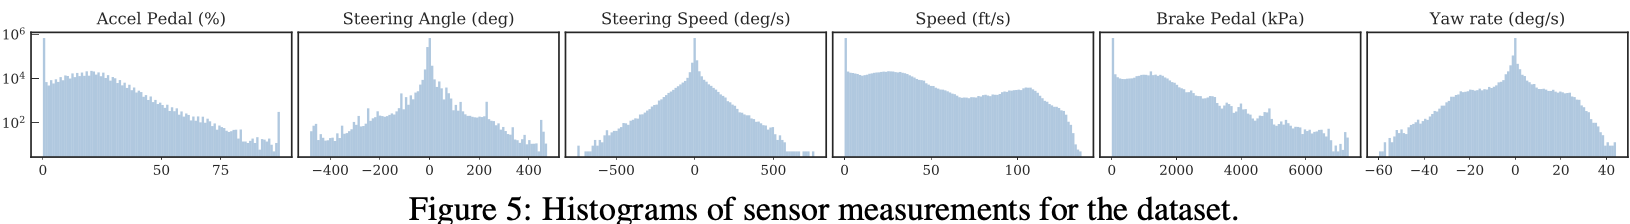 Accel Pedal (%) Steering Angle (deg) Steering Speed (deg/s) Speed (ft/s) Brake Pedal (kPa) Yaw rate (deg/s)
10⁶
10⁴
10²
0 50 75 −400 −200 0 200 400 −500 0 500 0 50 100 0 2000 4000 6000 −60 −40 −20 0 20 40
Figure 5: Histograms of sensor measurements for the dataset.